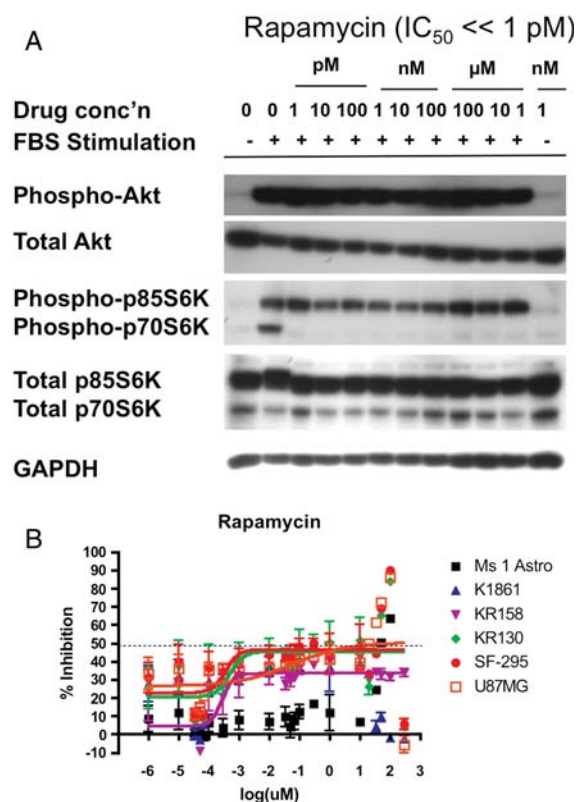 A
Rapamycin (IC50 << 1 pM)
pM nM µM nM
Drug conc'n 0 0 1 10 100 1 10 100 100 10 1 1
FBS Stimulation - + + + + + + + + + + -
Phospho-Akt
Total Akt
Phospho-p85S6K
Phospho-p70S6K
Total p85S6K
Total p70S6K
GAPDH
Rapamycin
B
% Inhibition
100
90
80
70
60
50
40
30
20
10
0
-10
-6 -5 -4 -3 -2 -1 0 1 2 3
log(uM)
Ms 1 Astro
K1861
KR158
KR130
SF-295
U87MG